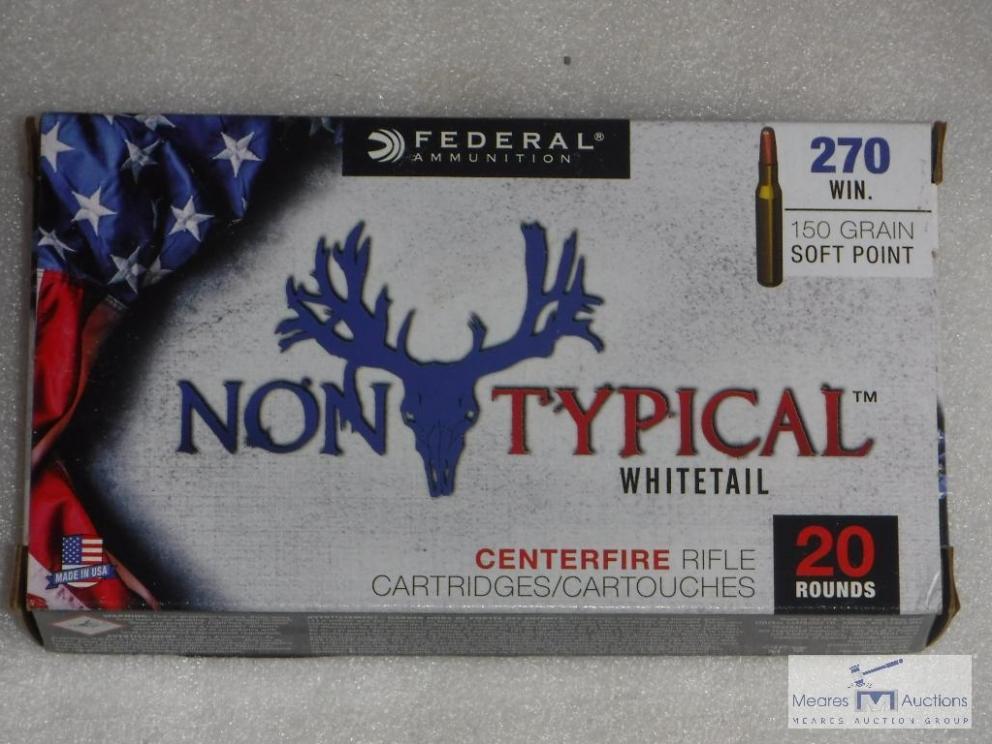 FEDERAL®
AMMUNITION
270
WIN.
150 GRAIN
SOFT POINT
NON TYPICAL™
WHITETAIL
CENTERFIRE RIFLE
CARTRIDGES/CARTOUCHES
20
ROUNDS
MADE IN USA
Meares M Auctions
MEARES AUCTION GROUP